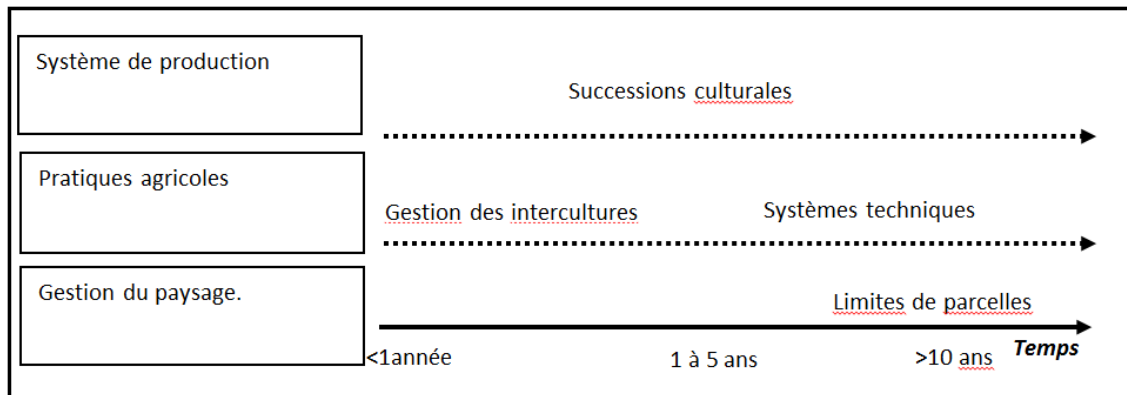 Système de production
Successions culturales
Pratiques agricoles
Gestion des intercultures
Systèmes techniques
Gestion du paysage.
Limites de parcelles
<1année
1 à 5 ans
>10 ans
Temps